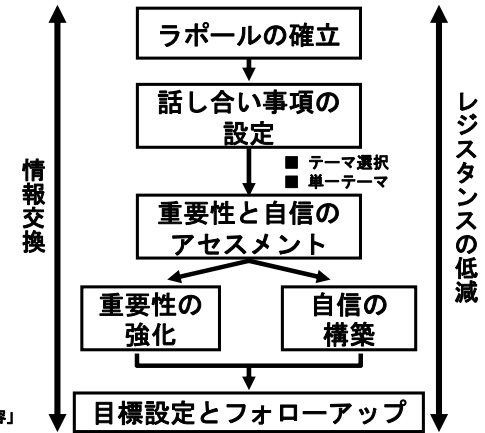 ラポールの確立
話し合い事項の
設定
■ テーマ選択
■ 単一テーマ
重要性と自信の
アセスメント
重要性の
強化
自信の
構築
目標設定とフォローアップ
情報交換
レジスタンスの低減
」